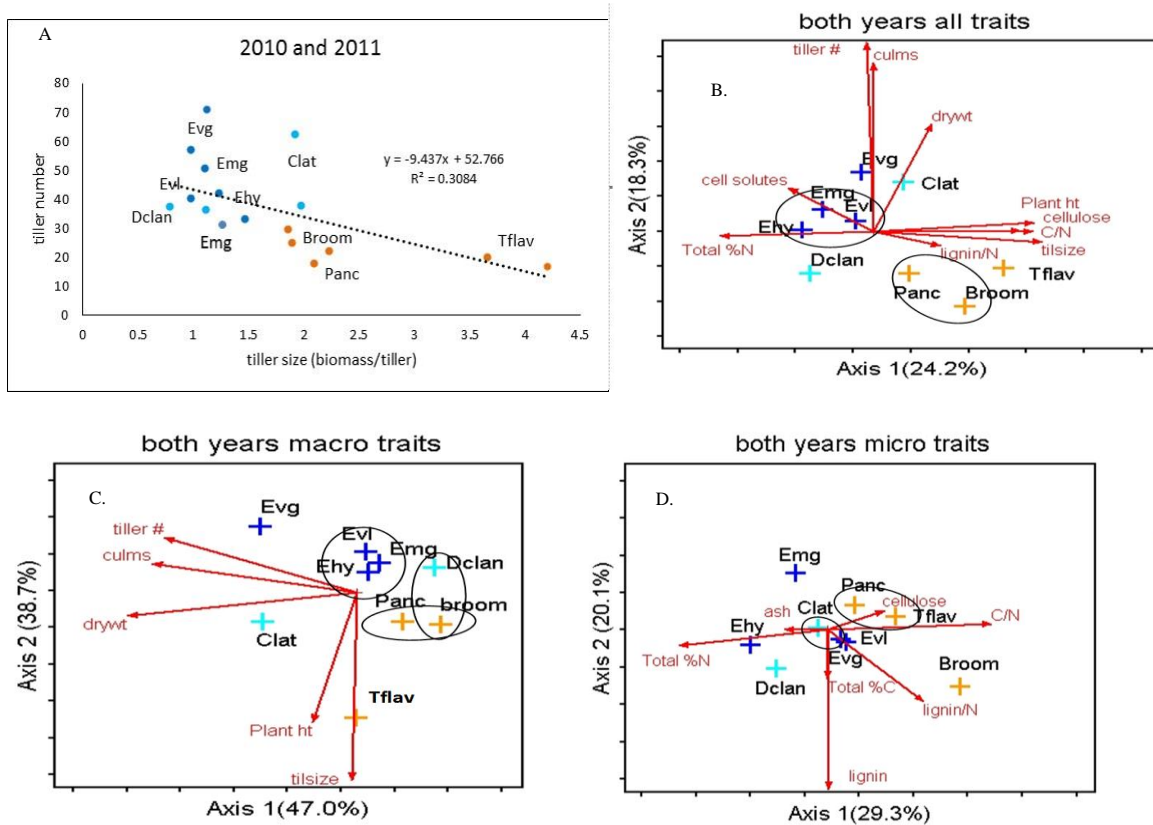 A
2010 and 2011
80
70
60
50
40
30
20
10
0
tiller number
Evg
Emg
Clat
Evl
Ehy
Dclan
Emg
Broom
Panc
Tflav
y = -9.437x + 52.766
R² = 0.3084
0 0.5 1 1.5 2 2.5 3 3.5 4 4.5
tiller size (biomass/tiller)
both years all traits
B.
tiller #
culms
drywt
Evg
Clat
cell solutes
Emg
Evl
Ehy
Plant ht
cellulose
C/N
tilsize
lignin/N
Total %N
Dclan
Panc
Broom
Tflav
Axis 2(18.3%)
Axis 1(24.2%)
both years macro traits
C.
Evg
tiller #
culms
Evl
Emg
Ehy
Dclan
drywt
Clat
Panc
broom
Tflav
Plant ht
tilsize
Axis 2 (38.7%)
Axis 1(47.0%)
both years micro traits
D.
Emg
Panc
cellulose
ash
Clat
Tflav
C/N
Ehy
Evl
Evg
Total %N
Dclan
Total %C
Broom
lignin/N
lignin
Axis 2 (20.1%)
Axis 1(29.3%)